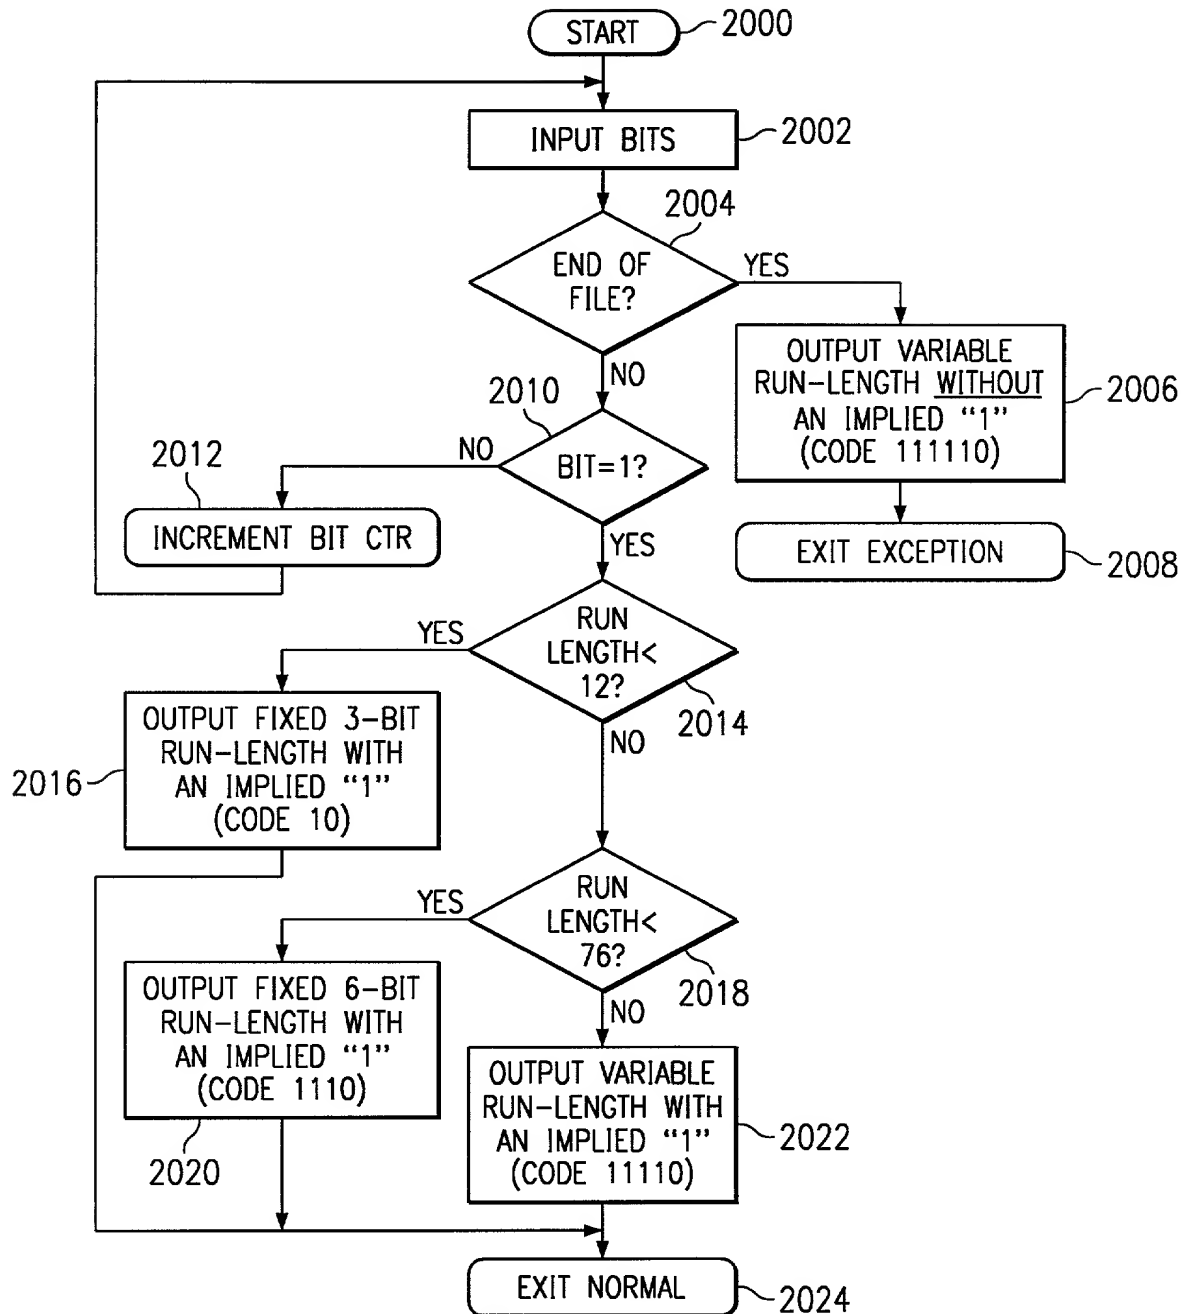 START
2000
INPUT BITS
2002
2004
END OF
FILE?
YES
NO
OUTPUT VARIABLE
RUN-LENGTH WITHOUT
AN IMPLIED “1”
(CODE 111110)
2006
2010
BIT=1?
NO
2012
INCREMENT BIT CTR
YES
EXIT EXCEPTION
2008
RUN
LENGTH<
12?
YES
2014
NO
OUTPUT FIXED 3-BIT
RUN-LENGTH WITH
AN IMPLIED “1”
(CODE 10)
2016
RUN
LENGTH<
76?
YES
2018
NO
OUTPUT FIXED 6-BIT
RUN-LENGTH WITH
AN IMPLIED “1”
(CODE 1110)
2020
OUTPUT VARIABLE
RUN-LENGTH WITH
AN IMPLIED “1”
(CODE 11110)
2022
EXIT NORMAL
2024